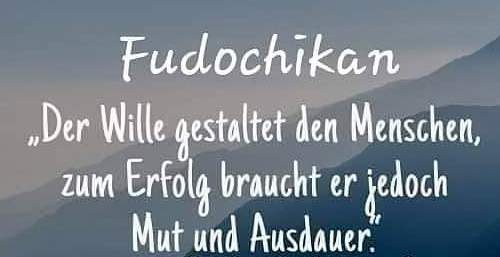 Fudochikan
„Der Wille gestaltet den Menschen,
zum Erfolg braucht er jedoch
Mut und Ausdauer.“